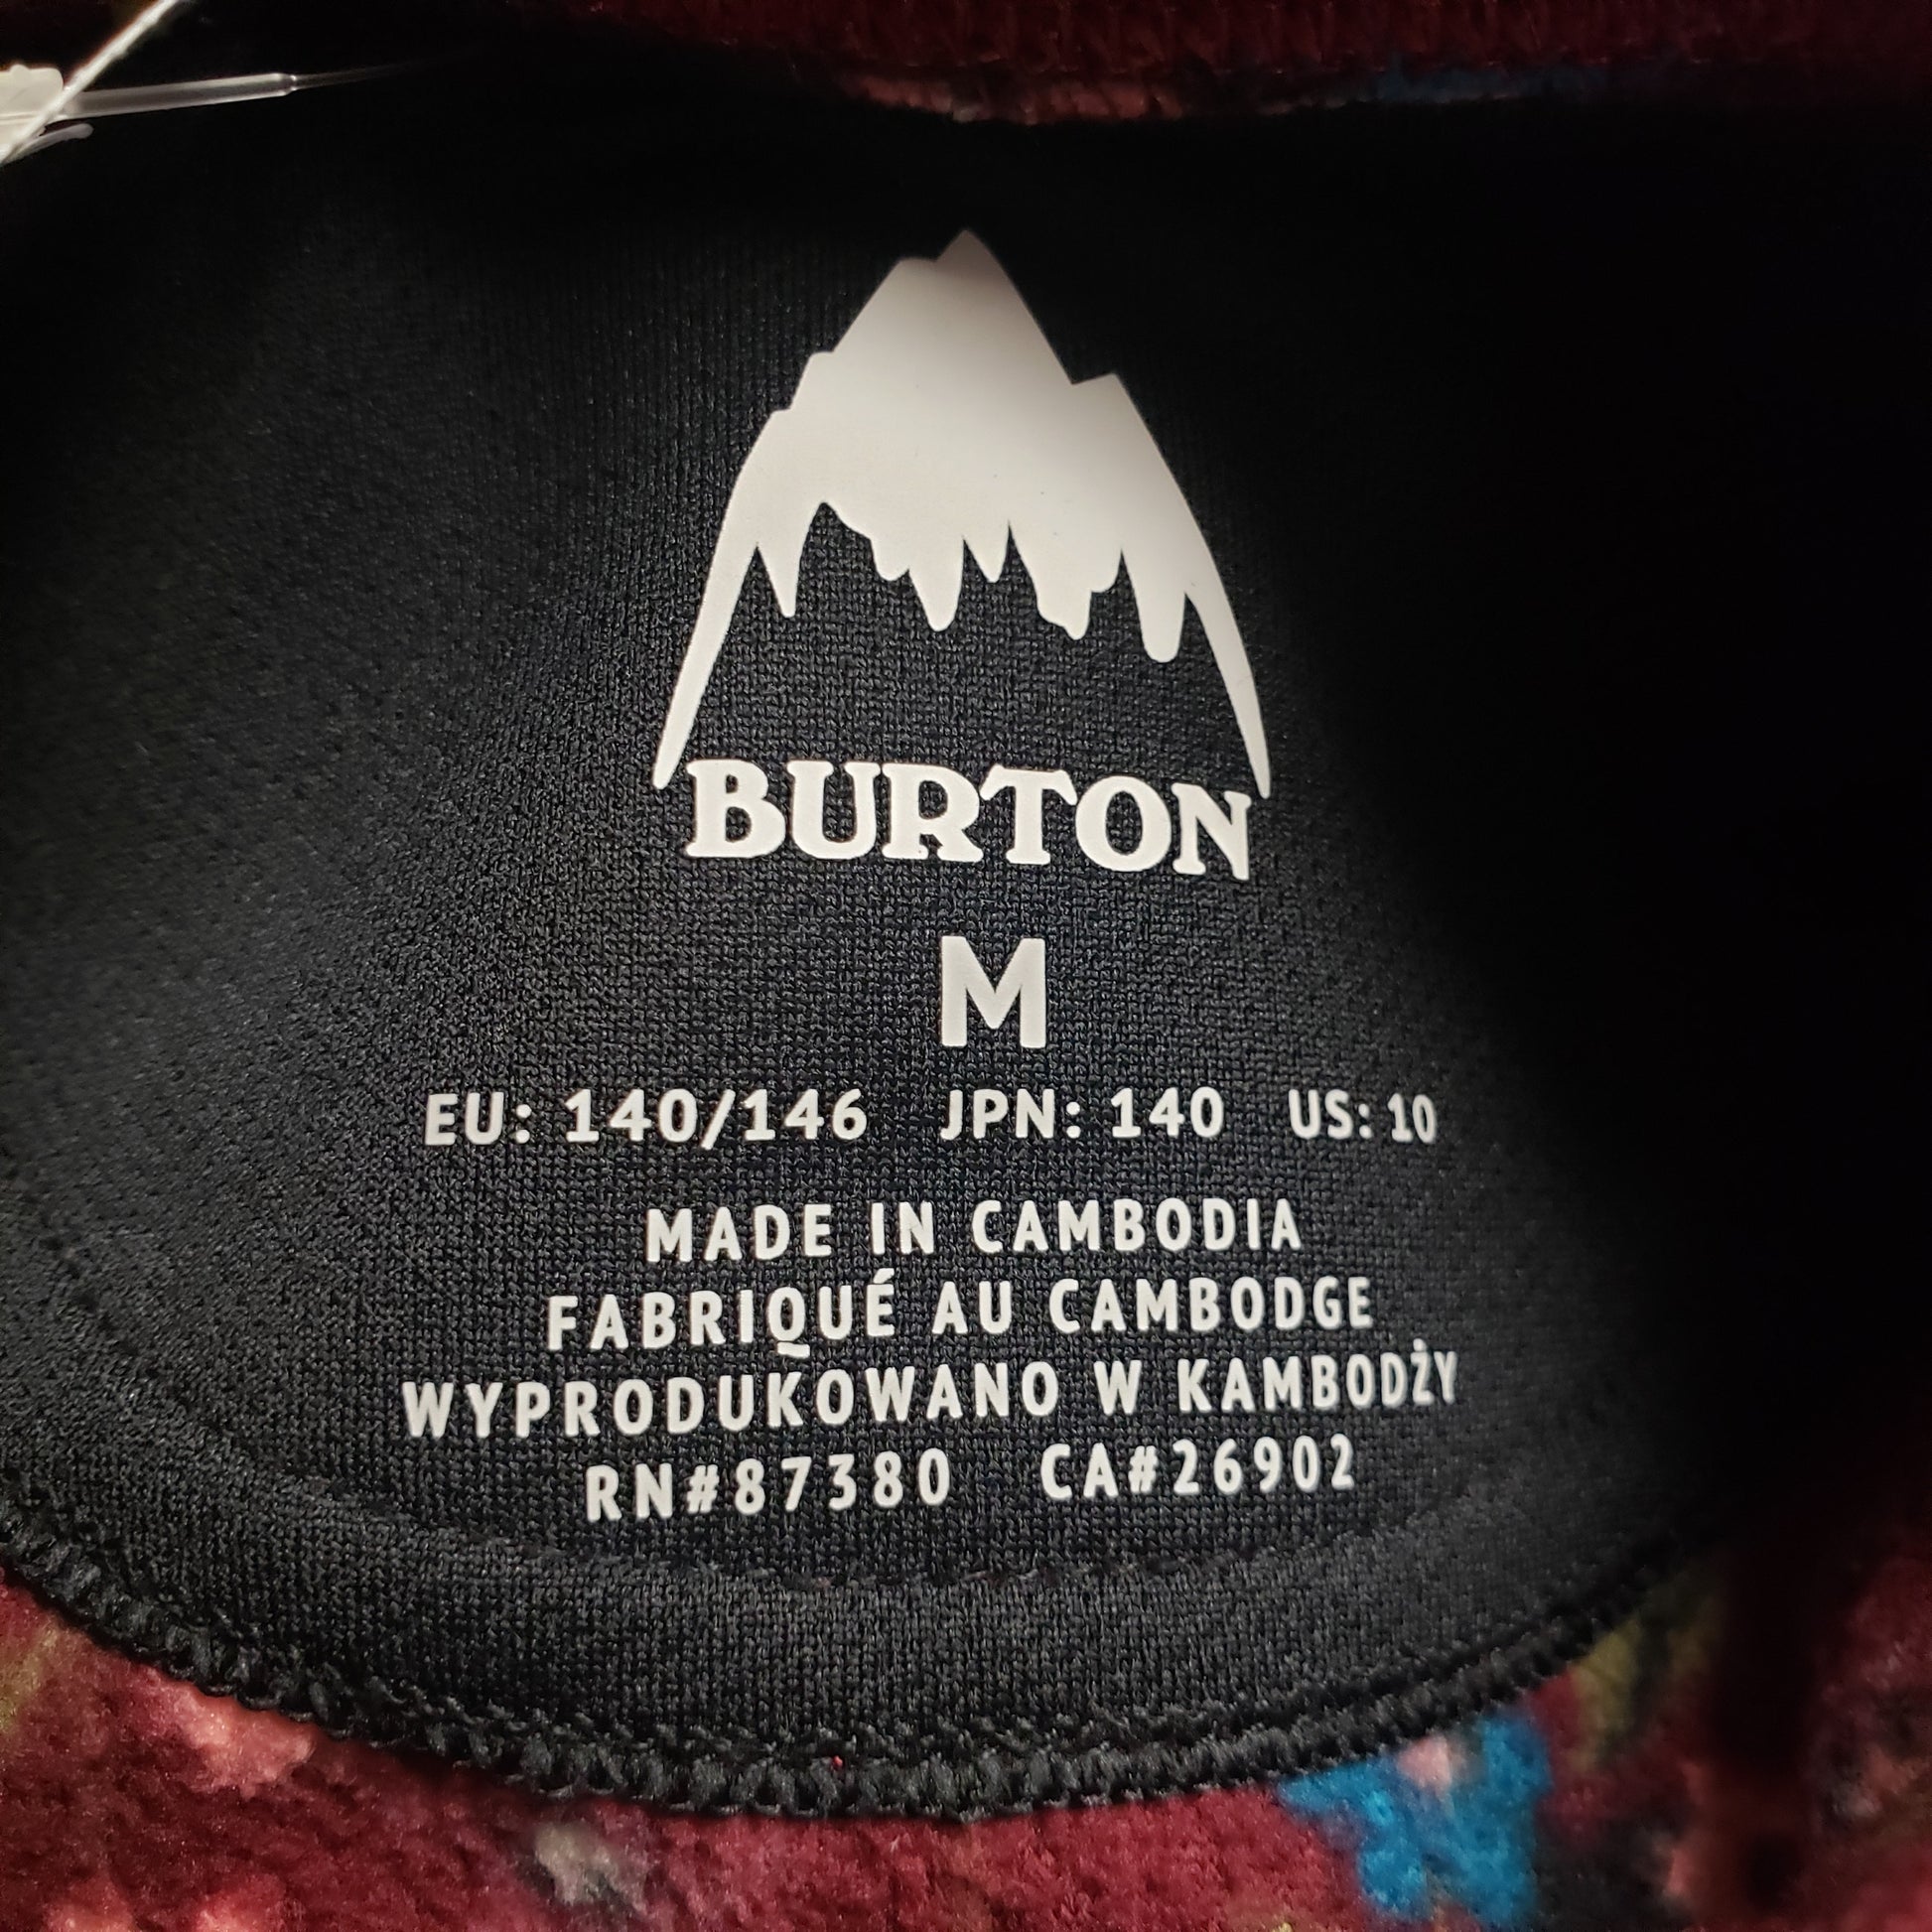 BURTON
M
EU: 140/146 JPN: 140 US: 10
MADE IN CAMBODIA
FABRIQUÉ AU CAMBODGE
WYPRODUKOWANO W KAMBODŻY
RN#87380 CA#26902